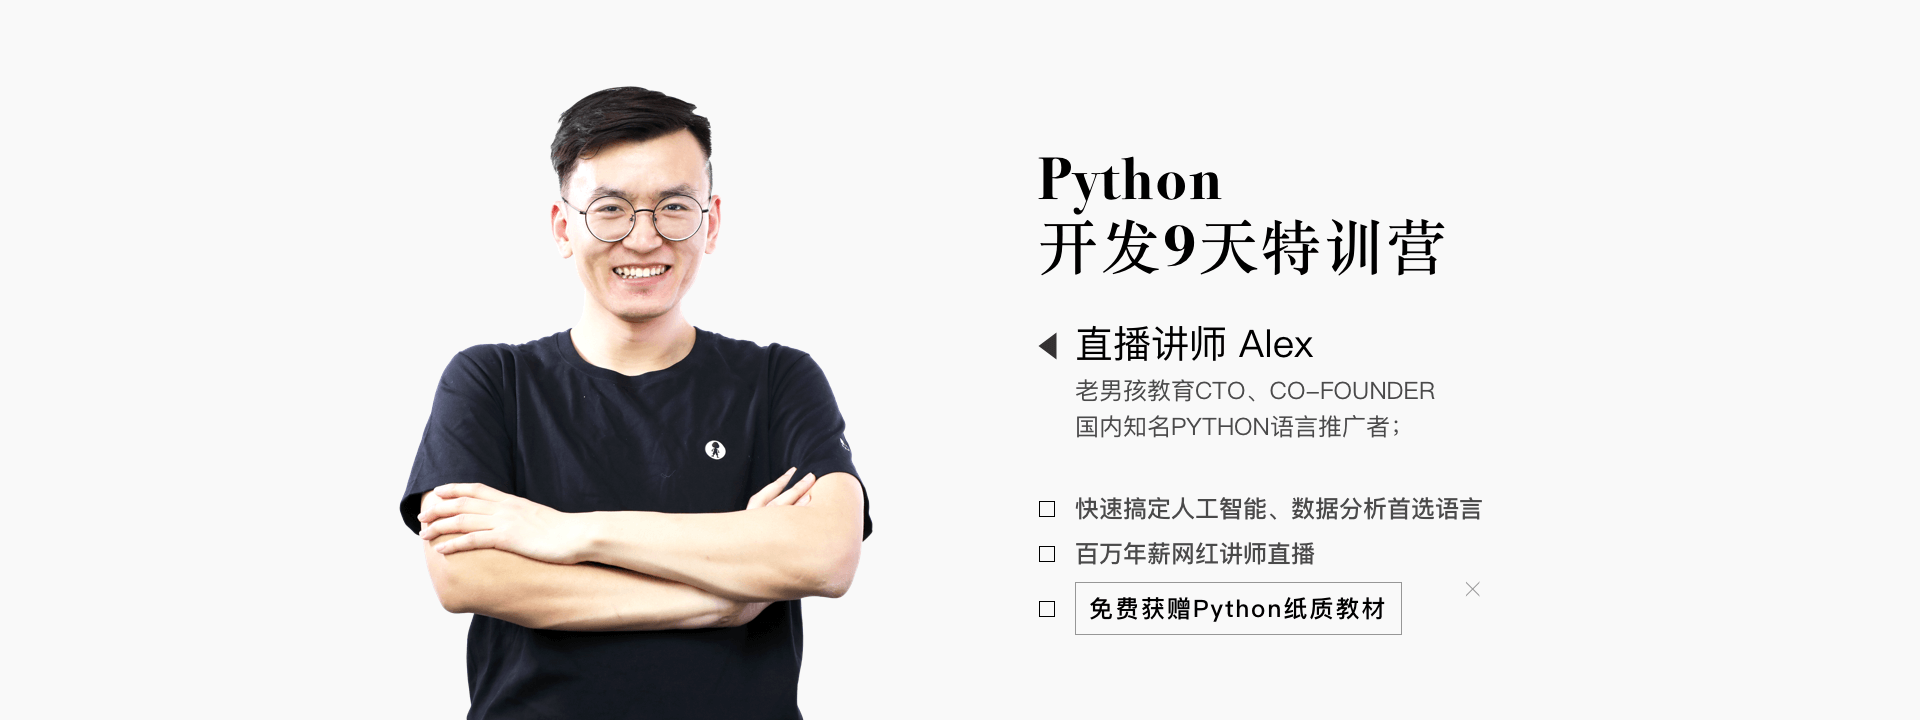 Python
开发9天特训营
直播讲师 Alex
老男孩教育CTO、CO-FOUNDER
国内知名PYTHON语言推广者；
快速搞定人工智能、数据分析首选语言
百万年薪网红讲师直播
免费获赠Python纸质教材